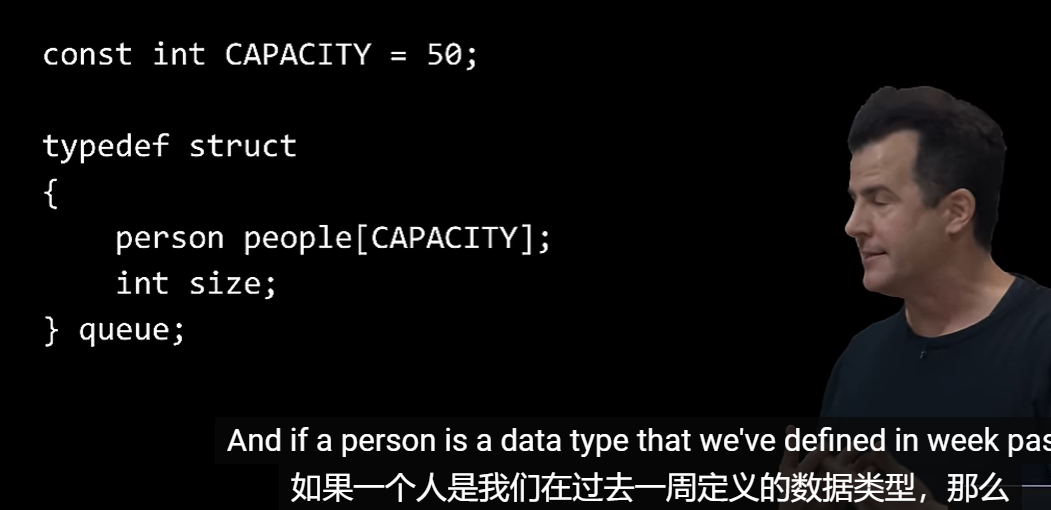 const int CAPACITY = 50;
typedef struct
{
    person people[CAPACITY];
    int size;
} queue;
And if a person is a data type that we've defined in week pas
如果一个人是我们在过去一周定义的数据类型，那么